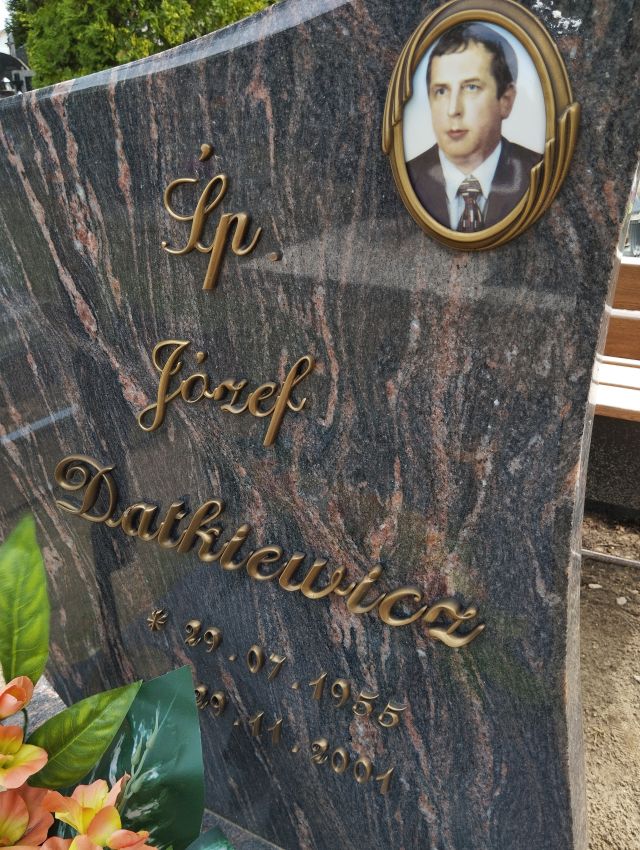 Śp.
Józef
Datkiewicz
* 29.07.1955
29.11.2001